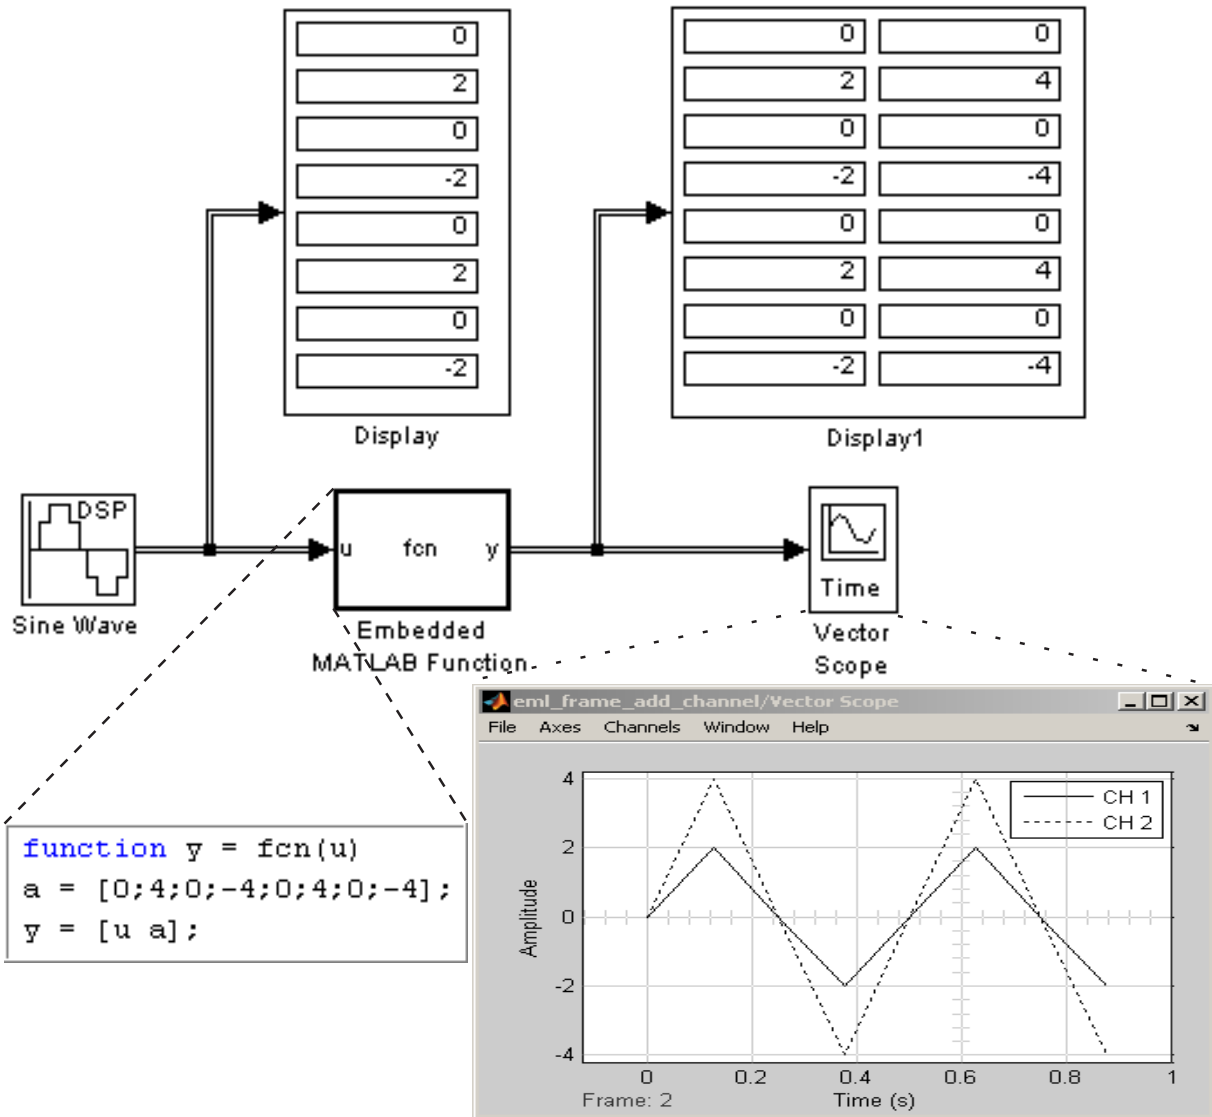 0
2
0
-2
0
2
0
-2
Display
0 0
2 4
0 0
-2 -4
0 0
2 4
0 0
-2 -4
Display1
DSP
Sine Wave
u fcn y
Embedded
MATLAB Function
Time
Vector
Scope
function y = fcn(u)
a = [0;4;0;-4;0;4;0;-4];
y = [u a];
eml_frame_add_channel/Vector Scope
File Axes Channels Window Help
4
2
0
-2
-4
Amplitude
CH 1
CH 2
0 0.2 0.4 0.6 0.8 1
Frame: 2
Time (s)